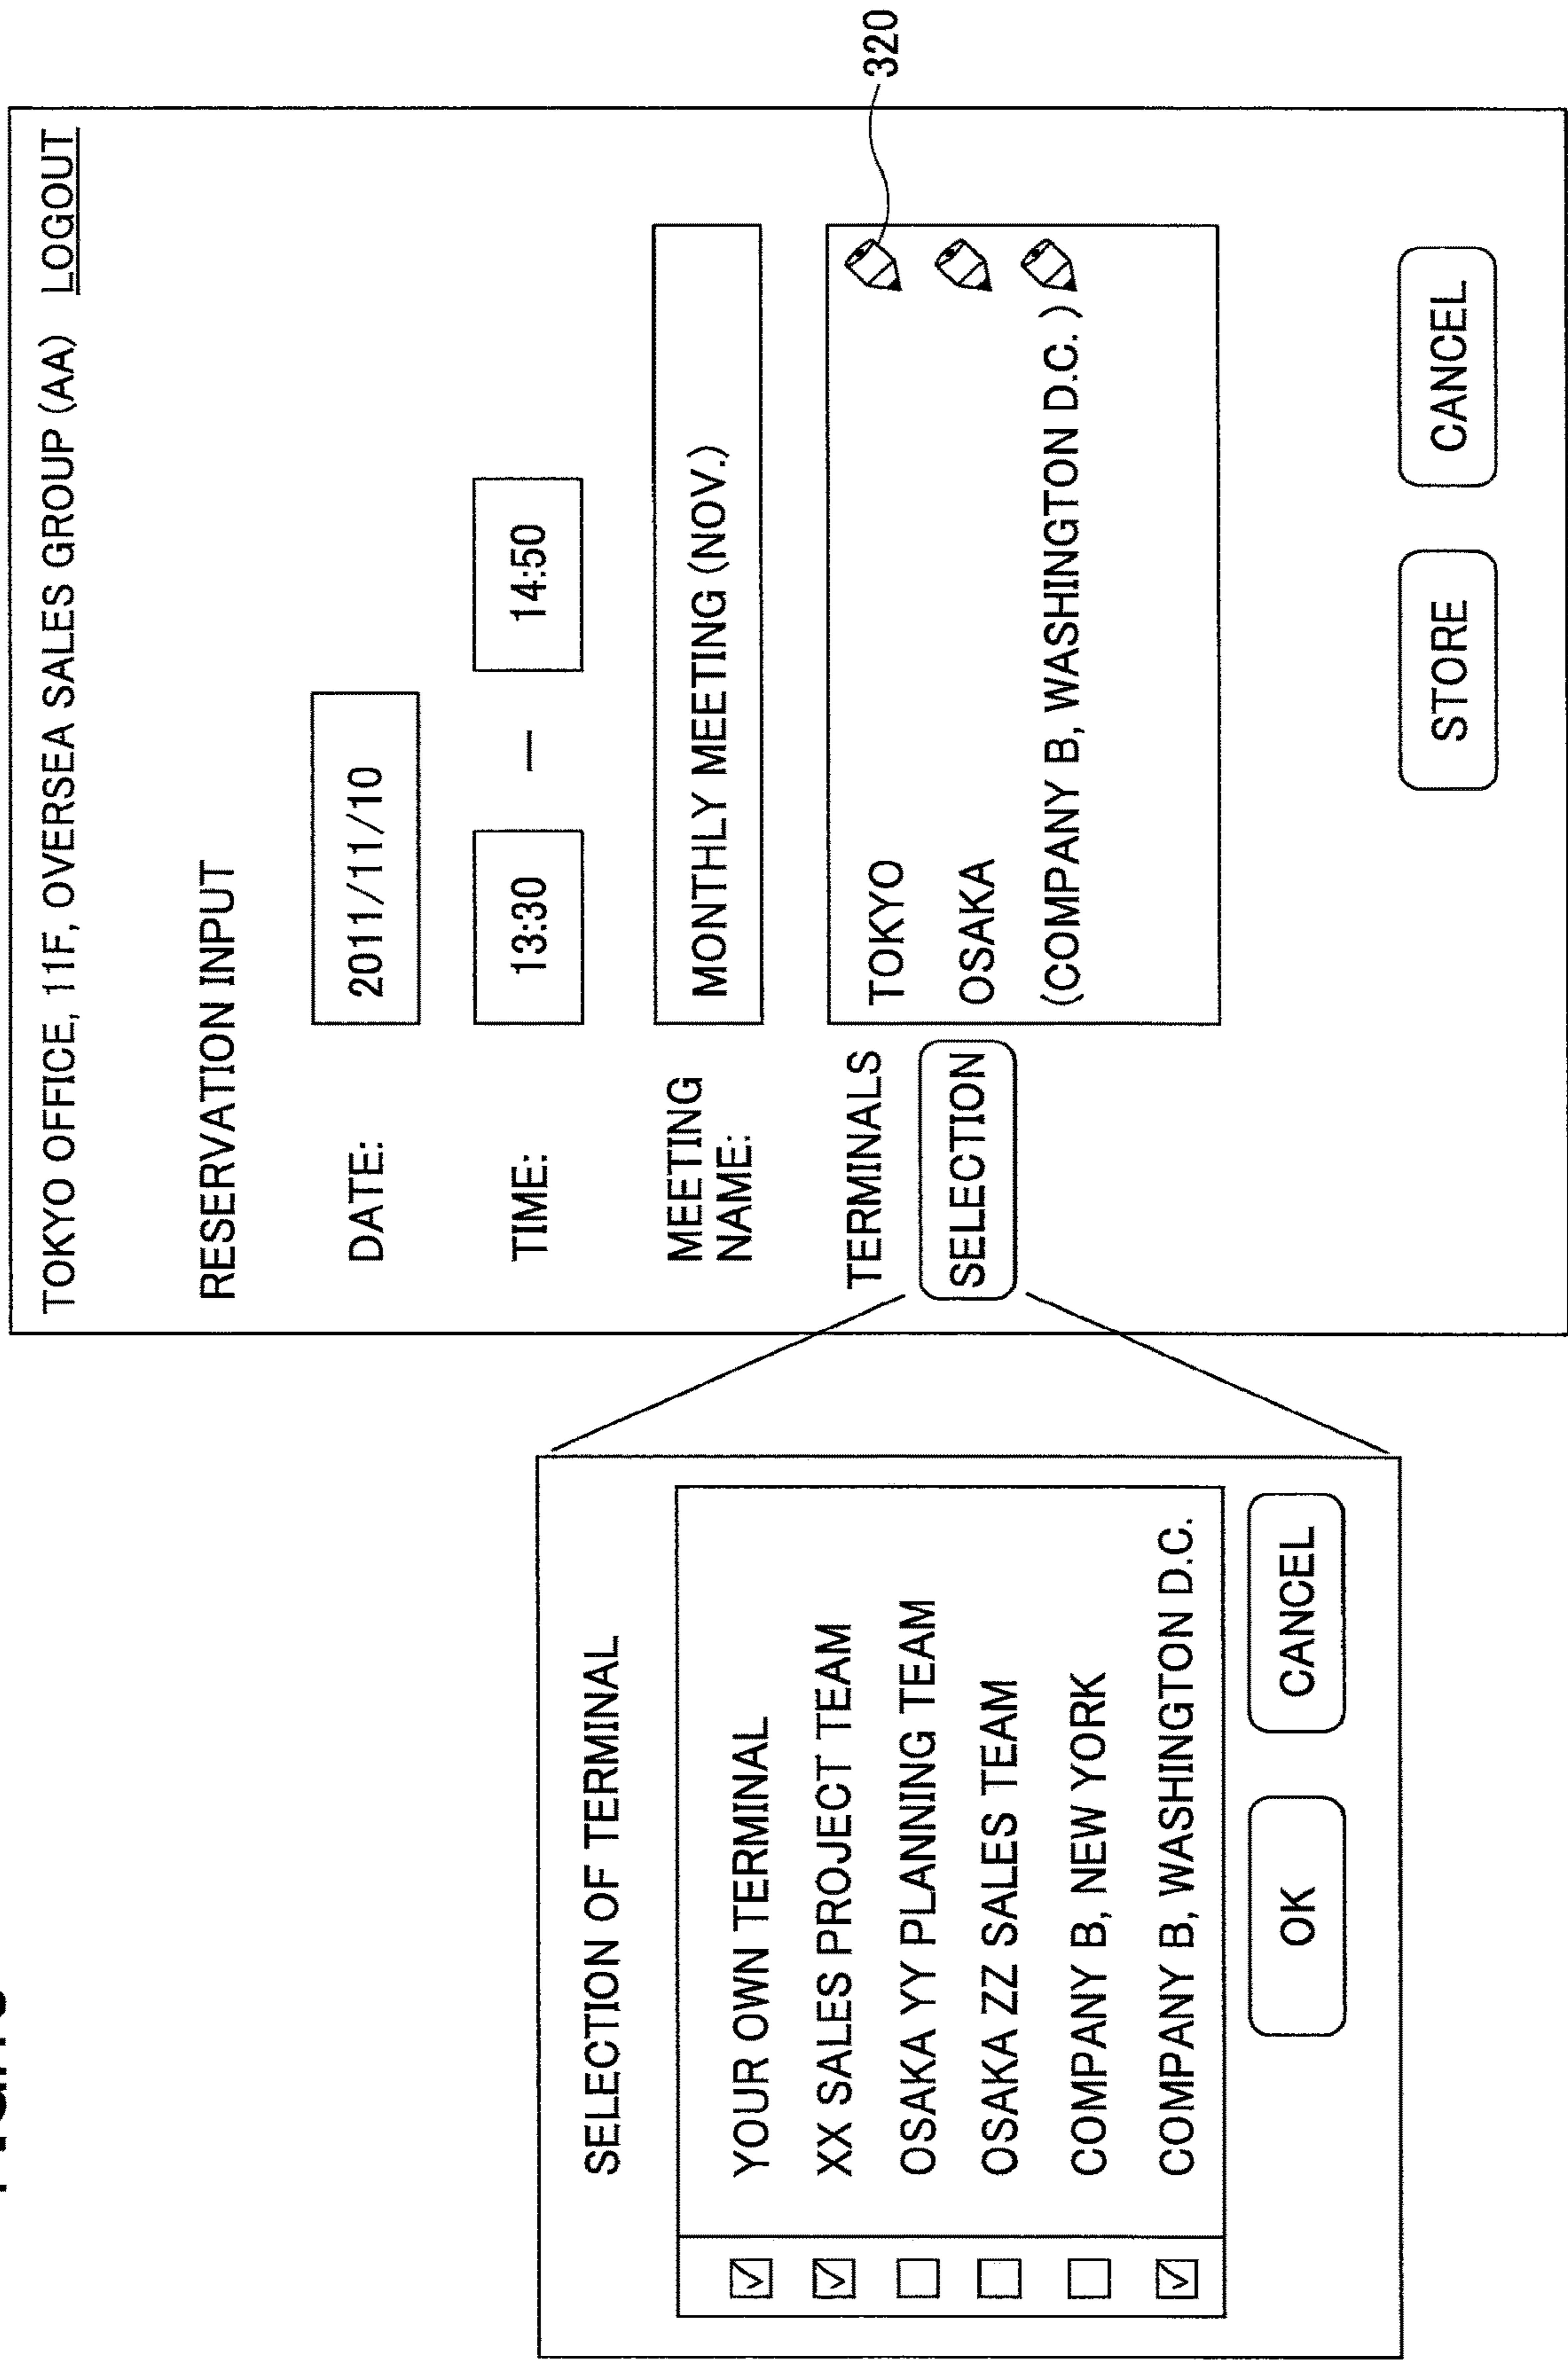 TOKYO OFFICE, 11F, OVERSEA SALES GROUP (AA) LOGOUT
RESERVATION INPUT
DATE: 2011/11/10
TIME: 13:30 — 14:50
MEETING
NAME:
MONTHLY MEETING (NOV.)
TERMINALS
SELECTION
TOKYO
OSAKA
(COMPANY B, WASHINGTON D.C. )
320
STORE CANCEL
SELECTION OF TERMINAL
YOUR OWN TERMINAL
XX SALES PROJECT TEAM
OSAKA YY PLANNING TEAM
OSAKA ZZ SALES TEAM
COMPANY B, NEW YORK
COMPANY B, WASHINGTON D.C.
OK CANCEL